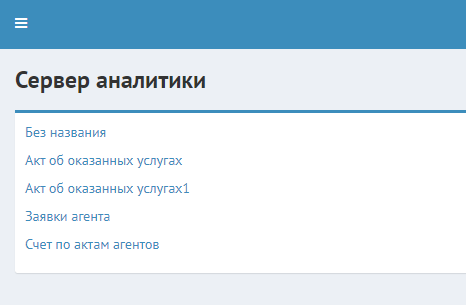 Сервер аналитики
Без названия
Акт об оказанных услугах
Акт об оказанных услугах1
Заявки агента
Счет по актам агентов